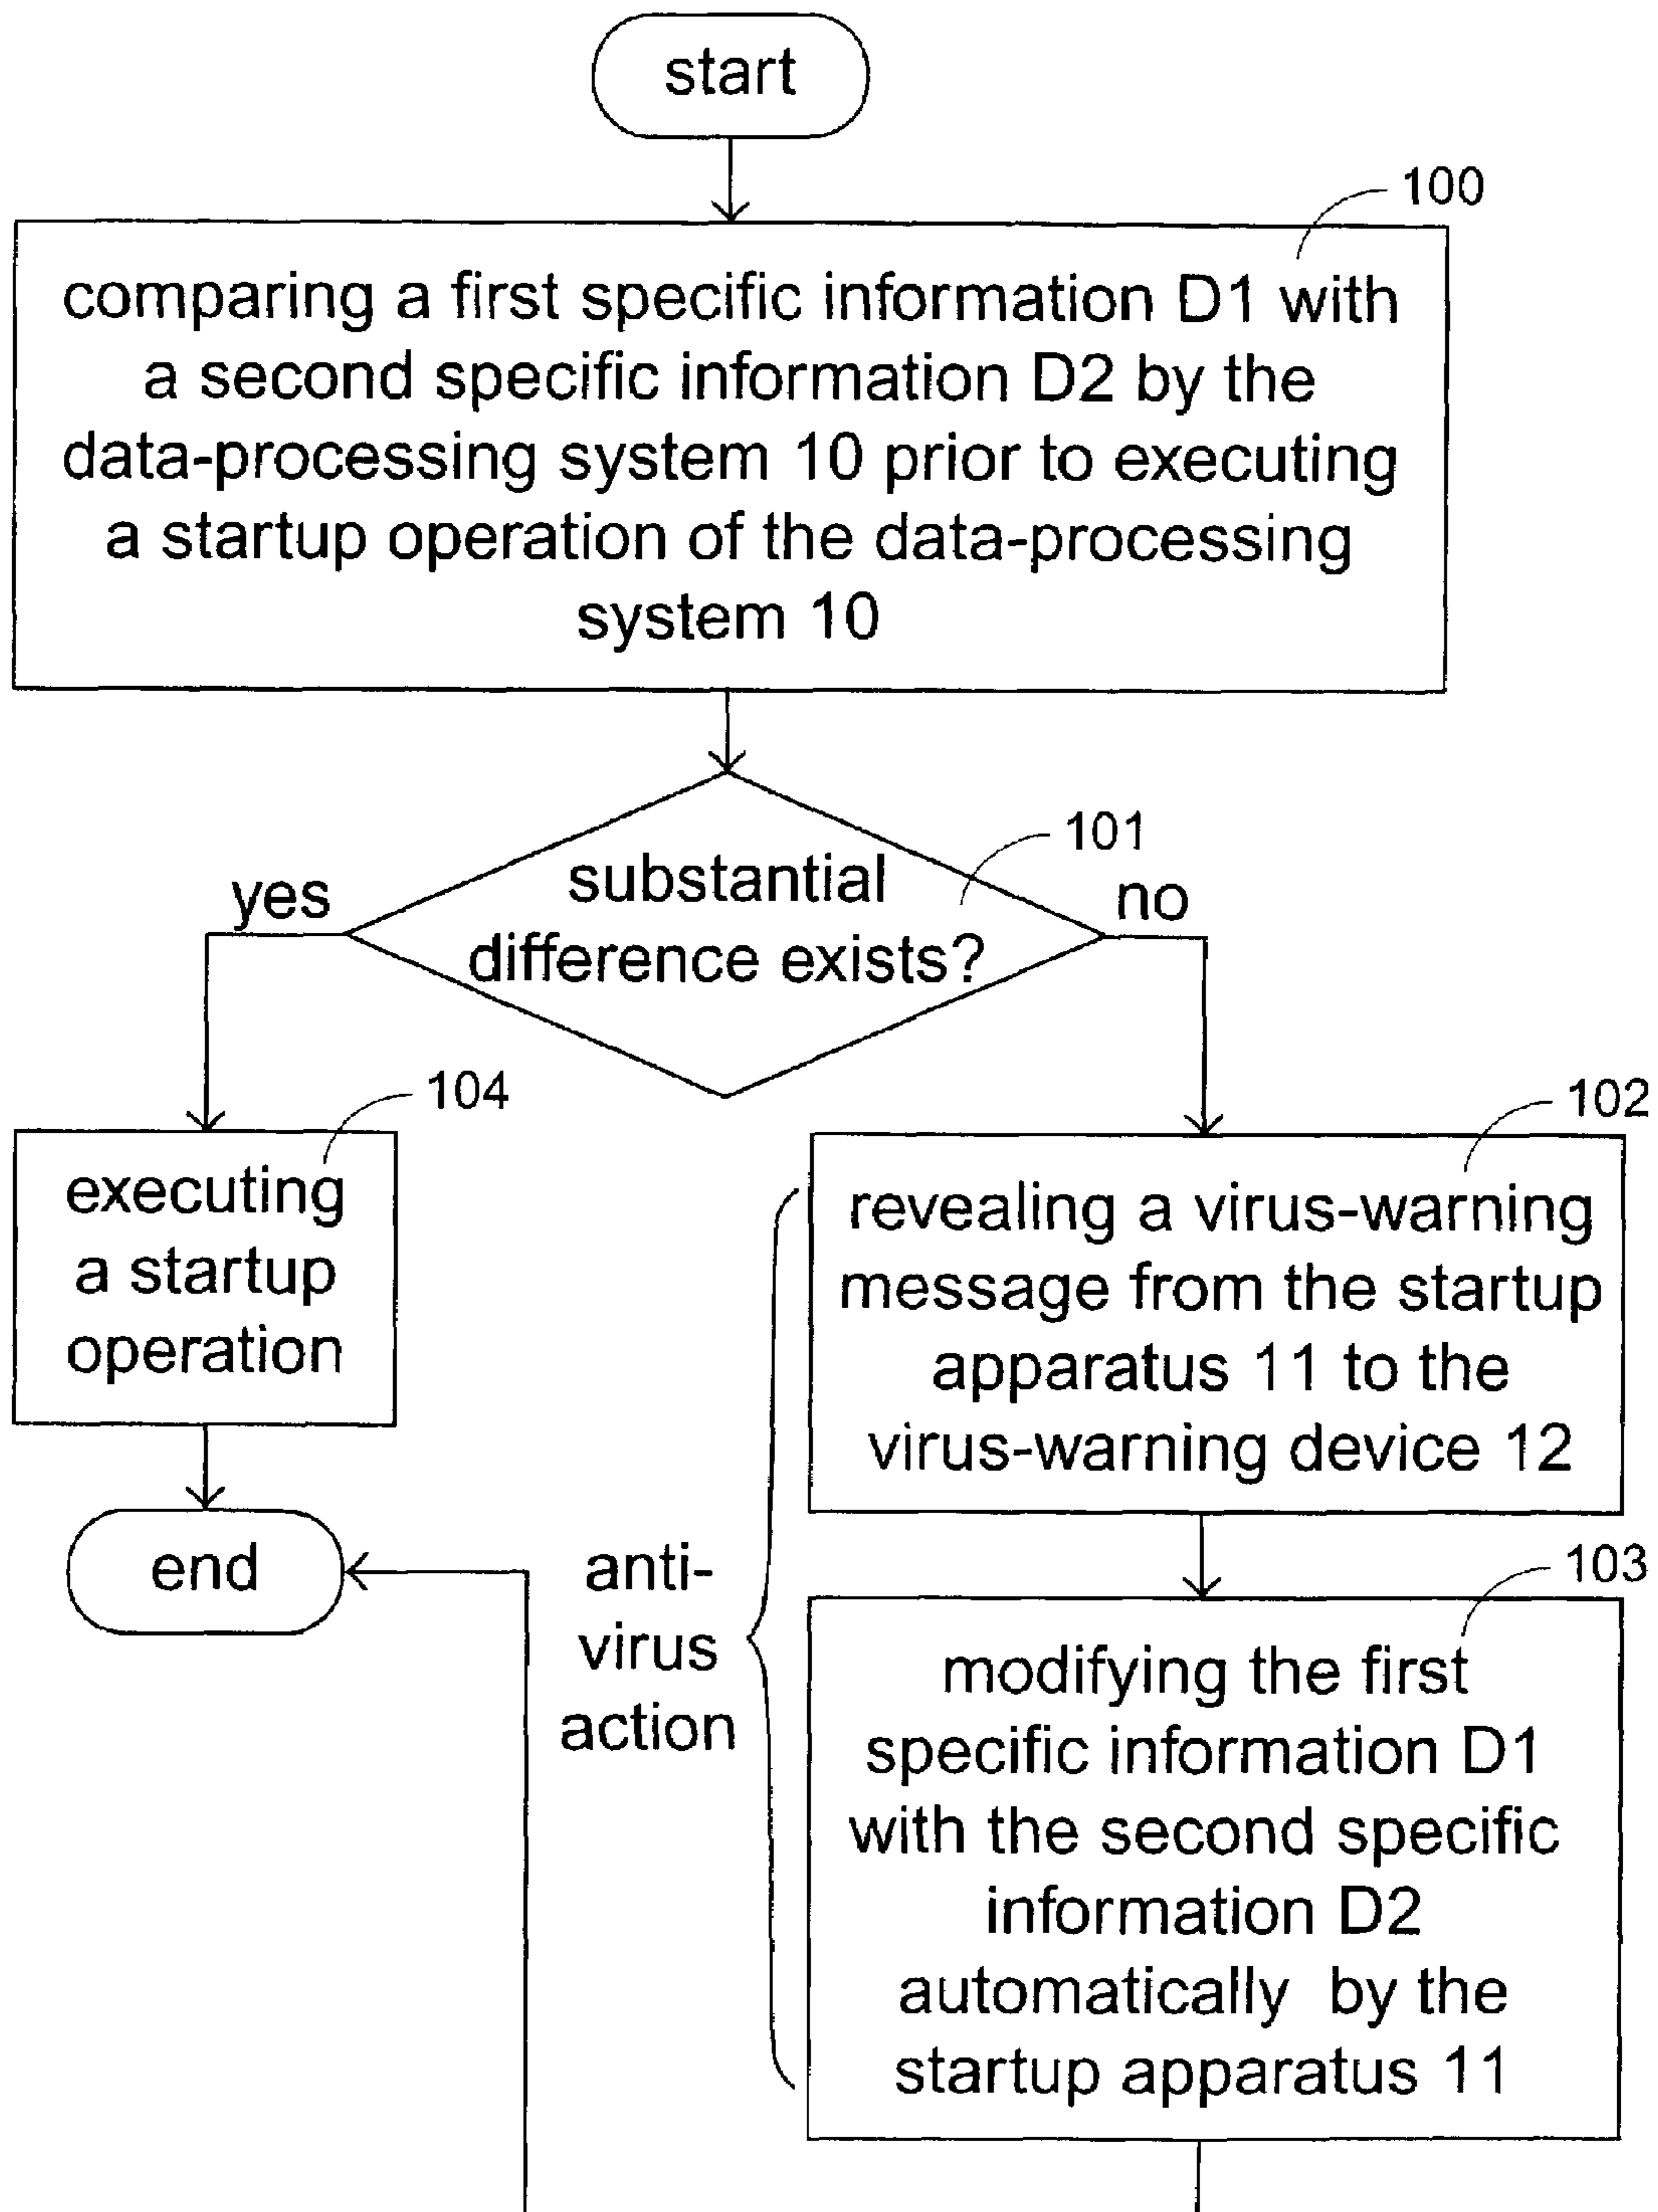 start
100
comparing a first specific information D1 with
a second specific information D2 by the
data-processing system 10 prior to executing
a startup operation of the data-processing
system 10
101
substantial
difference exists?
yes
no
104
executing
a startup
operation
end
102
revealing a virus-warning
message from the startup
apparatus 11 to the
virus-warning device 12
anti-
virus
action
103
modifying the first
specific information D1
with the second specific
information D2
automatically by the
startup apparatus 11